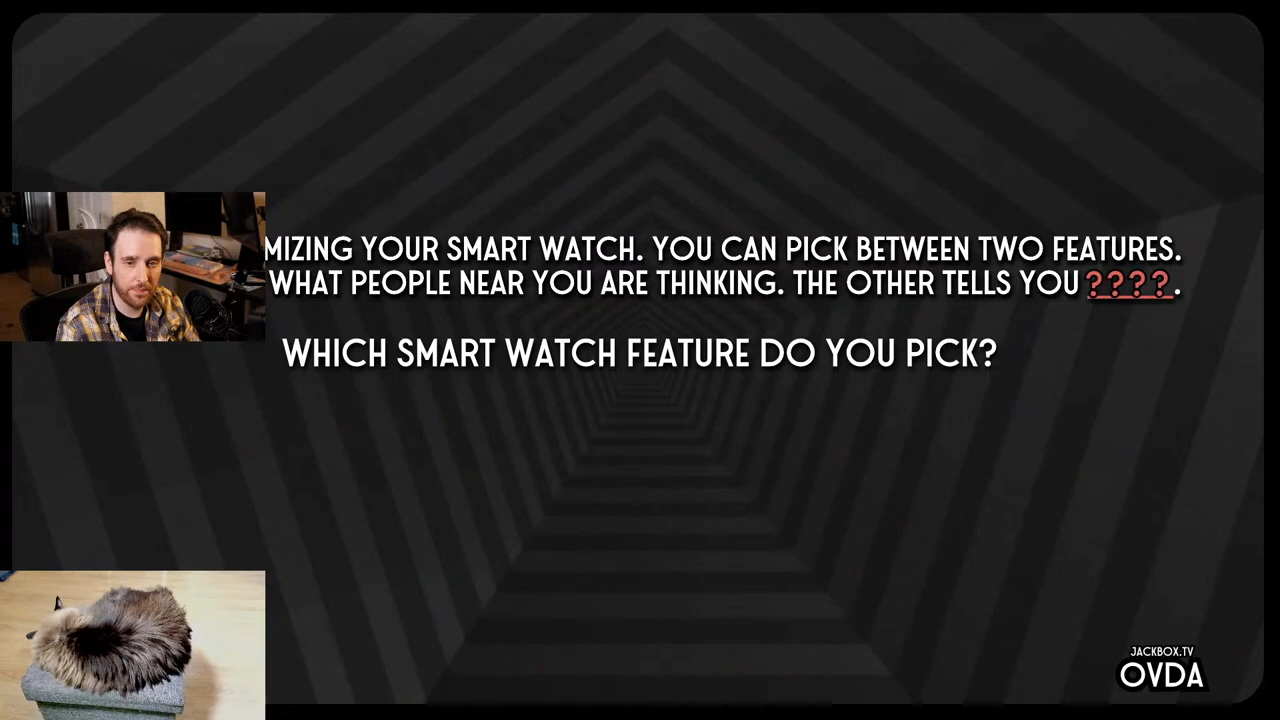 MIZING YOUR SMART WATCH. YOU CAN PICK BETWEEN TWO FEATURES.
WHAT PEOPLE NEAR YOU ARE THINKING. THE OTHER TELLS YOU ????.
WHICH SMART WATCH FEATURE DO YOU PICK?
JACKBOX.TV
OVDA